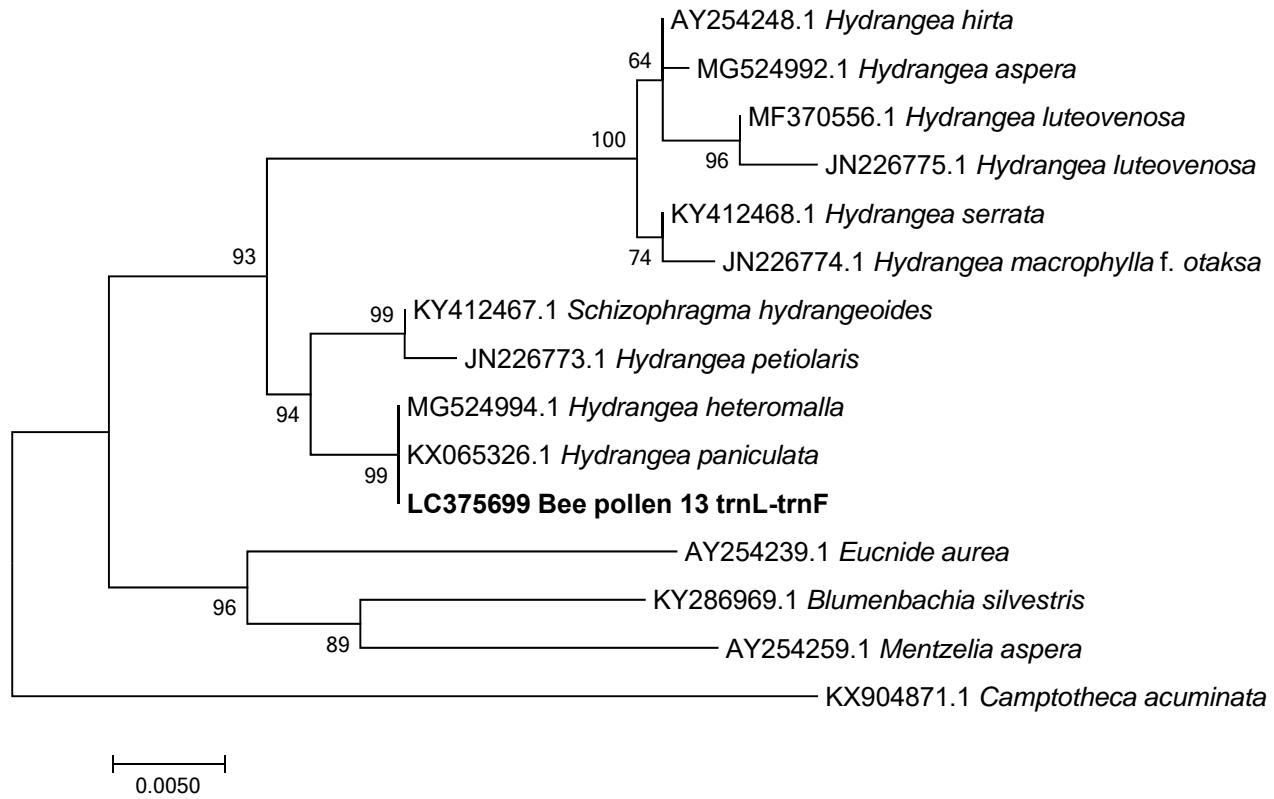 AY254248.1 Hydrangea hirta
64
MG524992.1 Hydrangea aspera
MF370556.1 Hydrangea luteovenosa
100
96
JN226775.1 Hydrangea luteovenosa
KY412468.1 Hydrangea serrata
93
74
JN226774.1 Hydrangea macrophylla f. otaksa
99
KY412467.1 Schizophragma hydrangeoides
JN226773.1 Hydrangea petiolaris
94
MG524994.1 Hydrangea heteromalla
KX065326.1 Hydrangea paniculata
99
LC375699 Bee pollen 13 trnL-trnF
AY254239.1 Eucnide aurea
96
KY286969.1 Blumenbachia silvestris
89
AY254259.1 Mentzelia aspera
KX904871.1 Camptotheca acuminata
0.0050